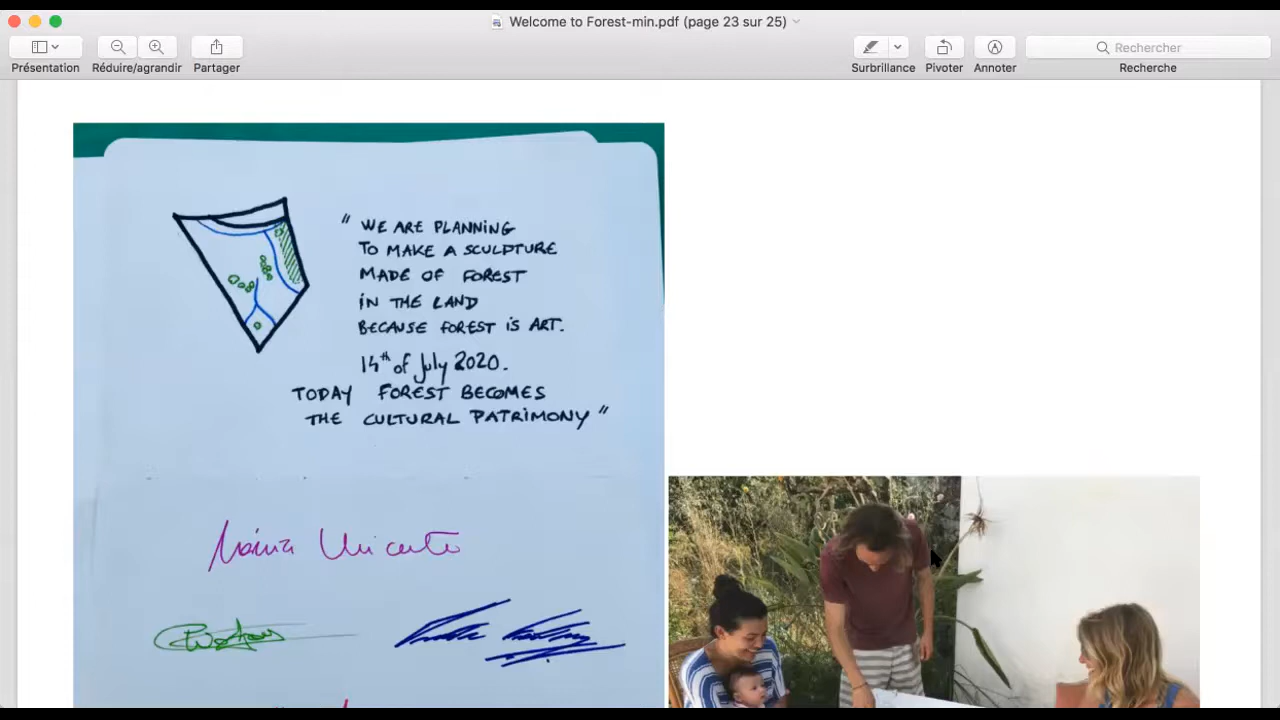 Welcome to Forest-min.pdf (page 23 sur 25)
Présentation
Réduire/agrandir
Partager
Surbrillance
Pivoter
Annoter
Rechercher
Recherche
" WE ARE PLANNING
TO MAKE A SCULPTURE
MADE OF FOREST
IN THE LAND
BECAUSE FOREST IS ART.
14th of July 2020.
TODAY FOREST BECOMES
THE CULTURAL PATRIMONY "